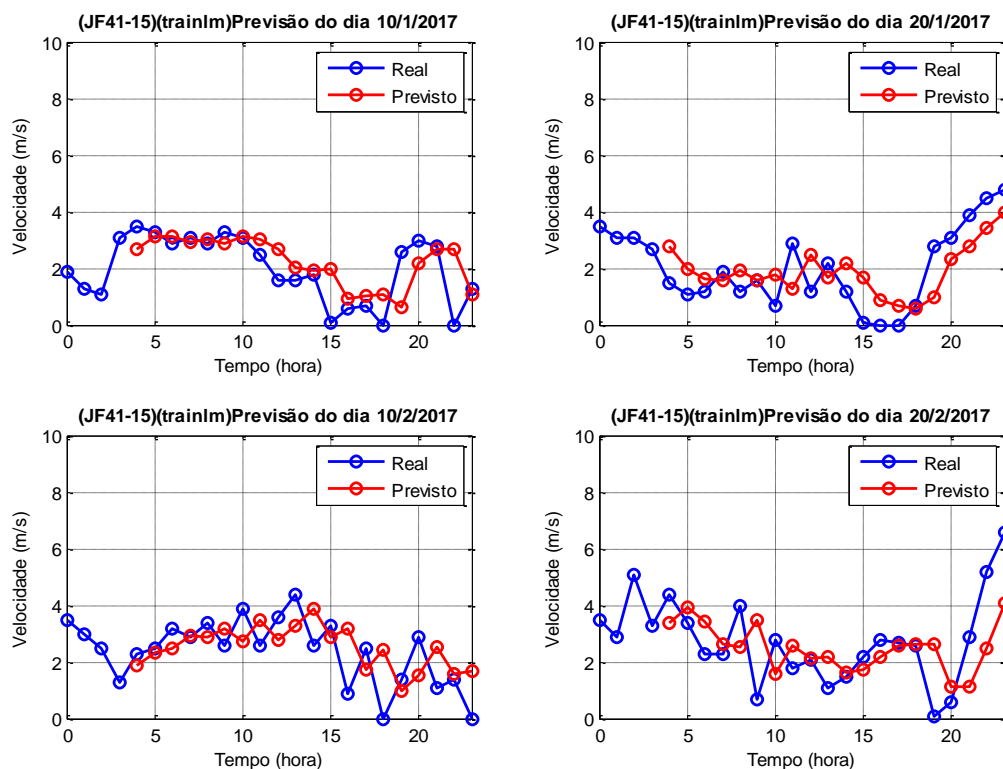 (JF41-15)(trainlm)Previsão do dia 10/1/2017
10
8
6
4
2
0
Velocidade (m/s)
Real
Previsto
0 5 10 15 20
Tempo (hora)
(JF41-15)(trainlm)Previsão do dia 20/1/2017
10
8
6
4
2
0
Velocidade (m/s)
Real
Previsto
0 5 10 15 20
Tempo (hora)
(JF41-15)(trainlm)Previsão do dia 10/2/2017
10
8
6
4
2
0
Velocidade (m/s)
Real
Previsto
0 5 10 15 20
Tempo (hora)
(JF41-15)(trainlm)Previsão do dia 20/2/2017
10
8
6
4
2
0
Velocidade (m/s)
Real
Previsto
0 5 10 15 20
Tempo (hora)